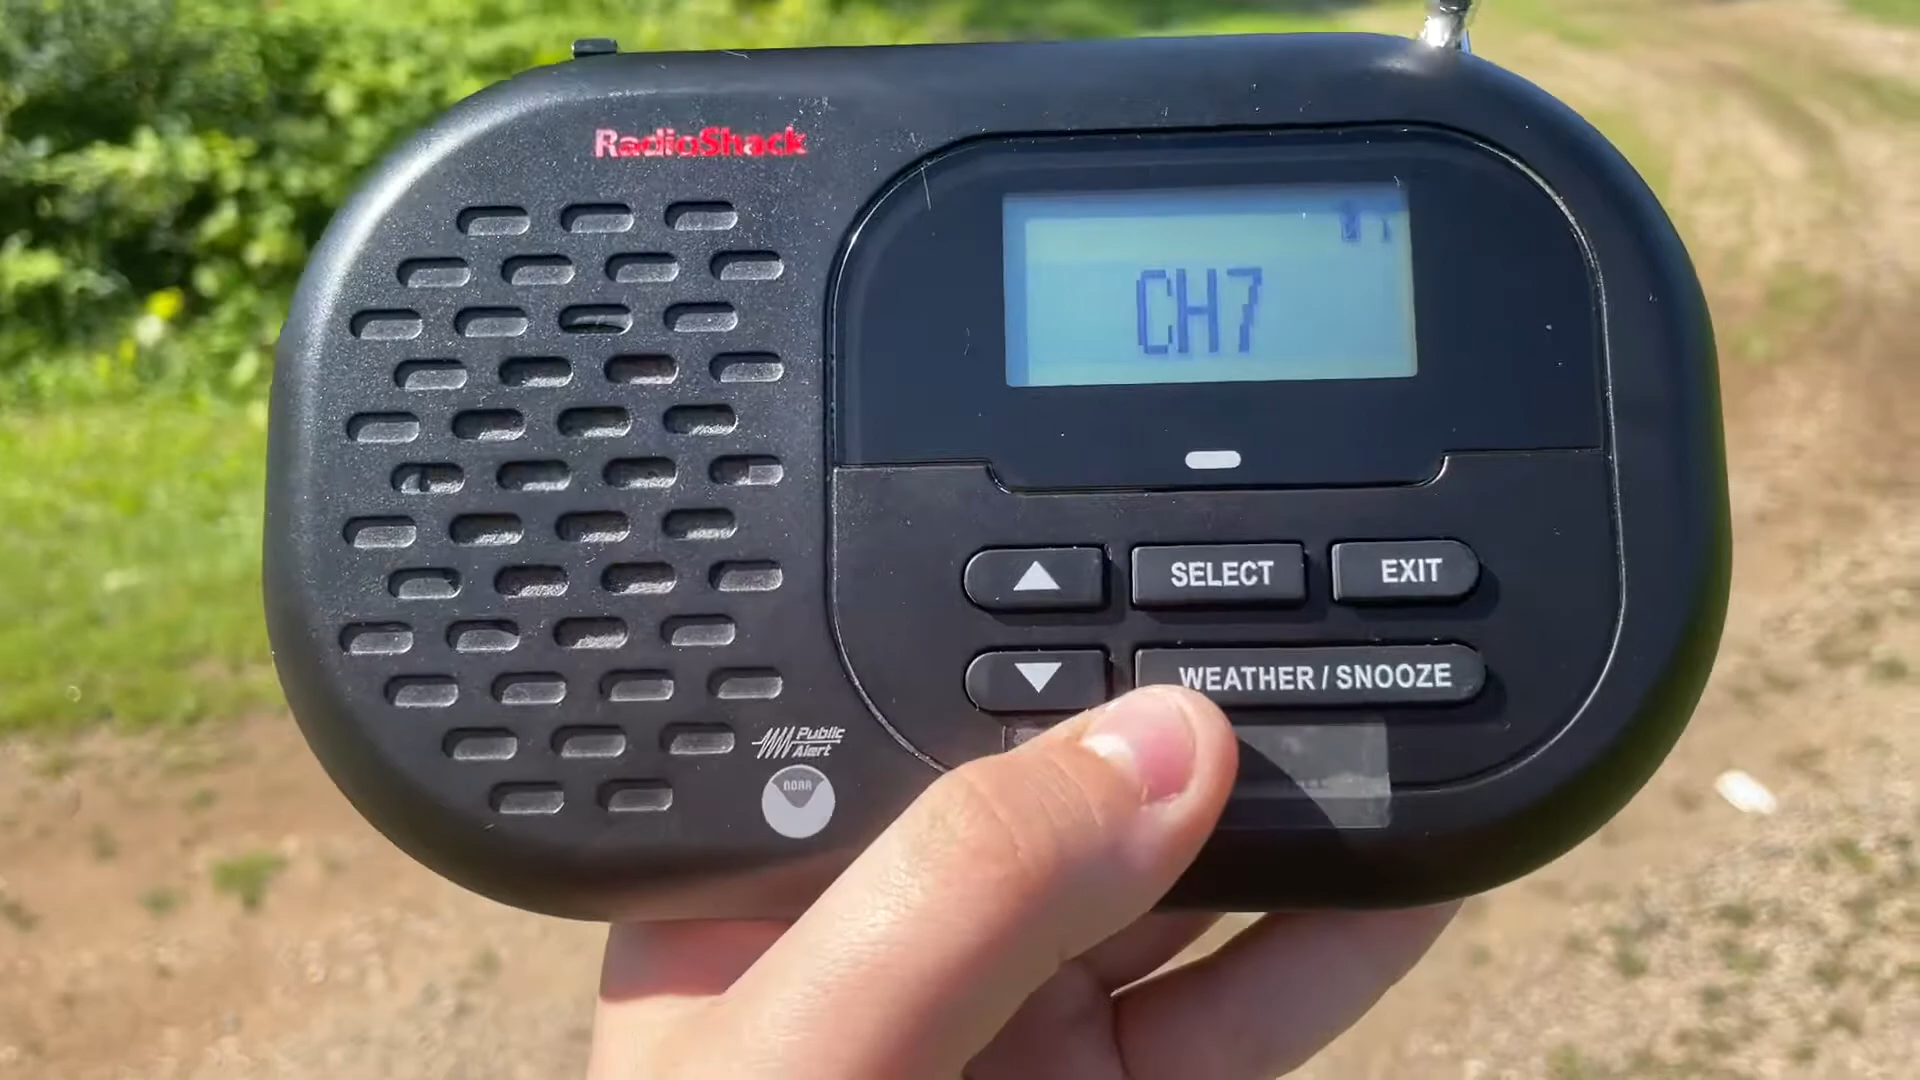 RadioShack
CH7
SELECT
EXIT
WEATHER / SNOOZE
Public
Alert
NOAA